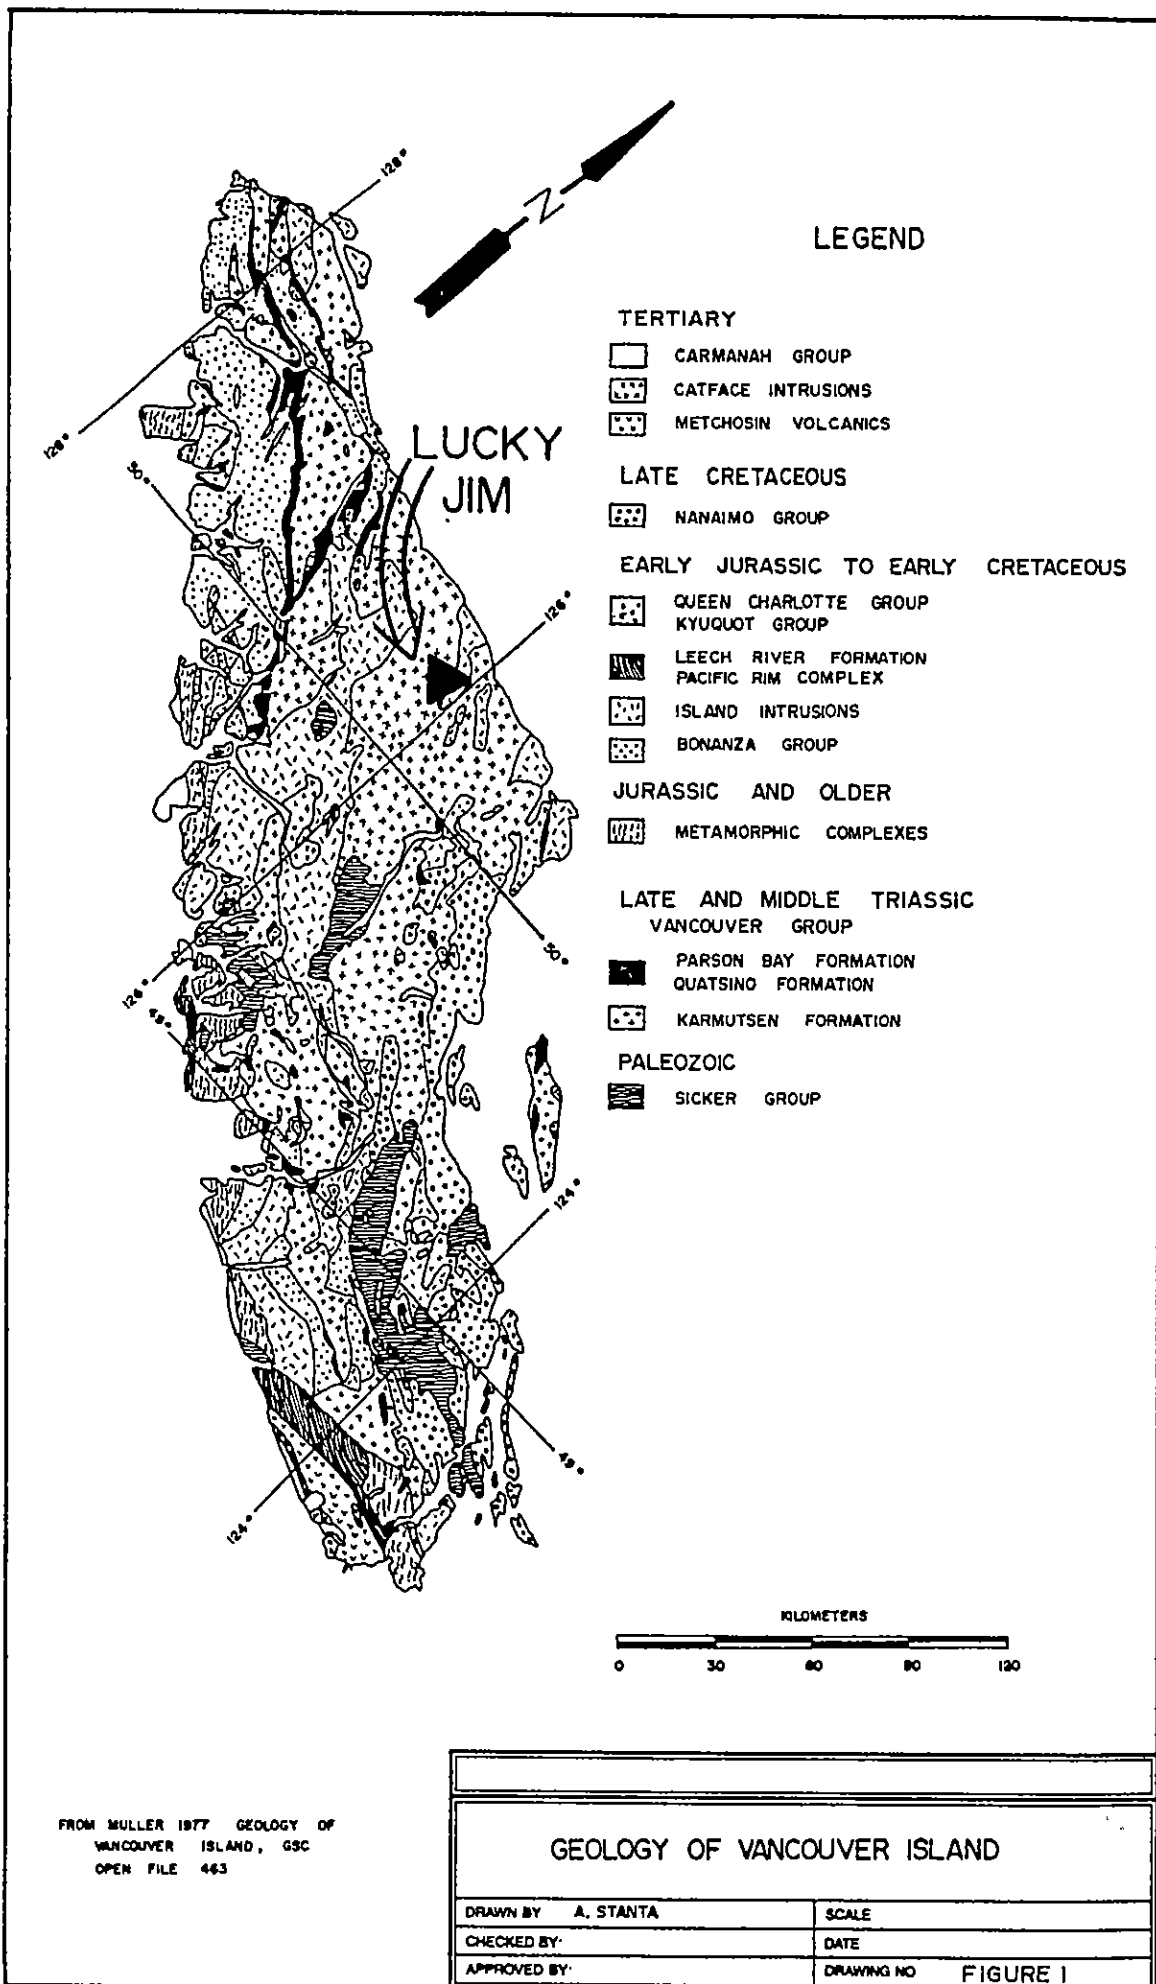 128°
N
LEGEND
TERTIARY
CARMANAH GROUP
CATFACE INTRUSIONS
METCHOSIN VOLCANICS
128°
LUCKY
JIM
50°
LATE CRETACEOUS
NANAIMO GROUP
EARLY JURASSIC TO EARLY CRETACEOUS
QUEEN CHARLOTTE GROUP
KYUQUOT GROUP
126°
LEECH RIVER FORMATION
PACIFIC RIM COMPLEX
ISLAND INTRUSIONS
BONANZA GROUP
JURASSIC AND OLDER
METAMORPHIC COMPLEXES
LATE AND MIDDLE TRIASSIC
VANCOUVER GROUP
50°
PARSON BAY FORMATION
QUATSINO FORMATION
126°
49°
KARMUTSEN FORMATION
PALEOZOIC
SICKER GROUP
124°
49°
124°
KILOMETERS
0 30 60 90 120
FROM MULLER 1977 GEOLOGY OF
VANCOUVER ISLAND, GSC
OPEN FILE 463
GEOLOGY OF VANCOUVER ISLAND
DRAWN BY A. STANTA
SCALE
CHECKED BY:
DATE
APPROVED BY:
DRAWING NO FIGURE 1